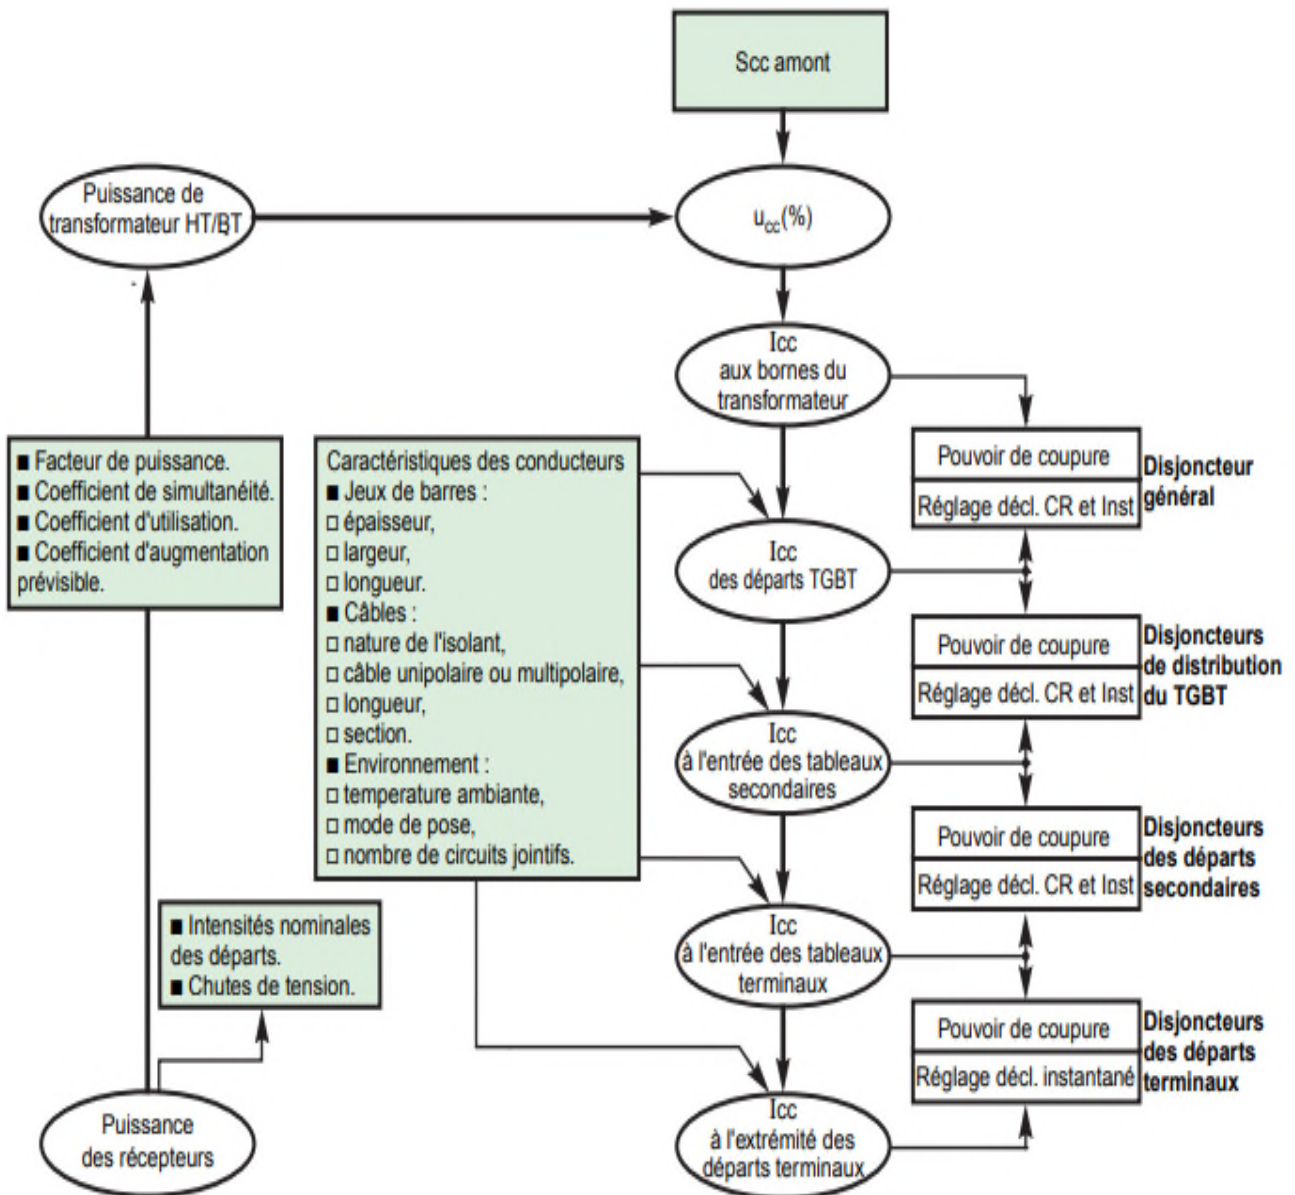 Scc amont
Puissance de
transformateur HT/BT
ucc(%)
Icc
aux bornes du
transformateur
■ Facteur de puissance.
■ Coefficient de simultanéité.
■ Coefficient d'utilisation.
■ Coefficient d'augmentation
prévisible.
Caractéristiques des conducteurs
■ Jeux de barres :
□ épaisseur,
□ largeur,
□ longueur.
■ Câbles :
□ nature de l'isolant,
□ câble unipolaire ou multipolaire,
□ longueur,
□ section.
■ Environnement :
□ temperature ambiante,
□ mode de pose,
□ nombre de circuits jointifs.
Pouvoir de coupure
Réglage décl. CR et Inst
Disjoncteur
général
Icc
des départs TGBT
Pouvoir de coupure
Réglage décl. CR et Inst
Disjoncteurs
de distribution
du TGBT
Icc
à l'entrée des tableaux
secondaires
Pouvoir de coupure
Réglage décl. CR et Inst
Disjoncteurs
des départs
secondaires
■ Intensités nominales
des départs.
■ Chutes de tension.
Icc
à l'entrée des tableaux
terminaux
Pouvoir de coupure
Réglage décl. instantané
Disjoncteurs
des départs
terminaux
Puissance
des récepteurs
Icc
à l'extrémité des
départs terminaux